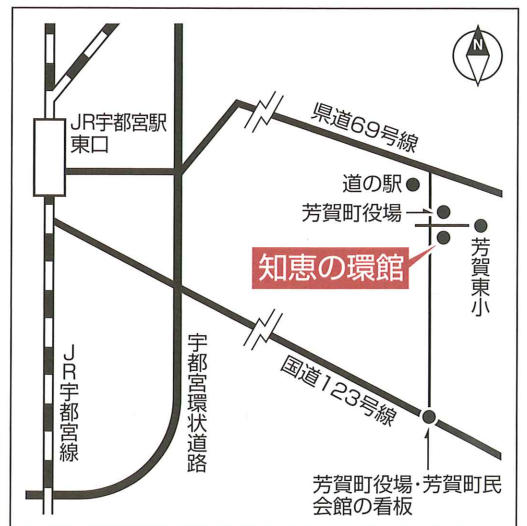 N
JR宇都宮駅
東口
県道69号線
道の駅
芳賀町役場
知恵の環館
芳賀東小
JR宇都宮線
宇都宮環状道路
国道123号線
芳賀町役場・芳賀町民
会館の看板